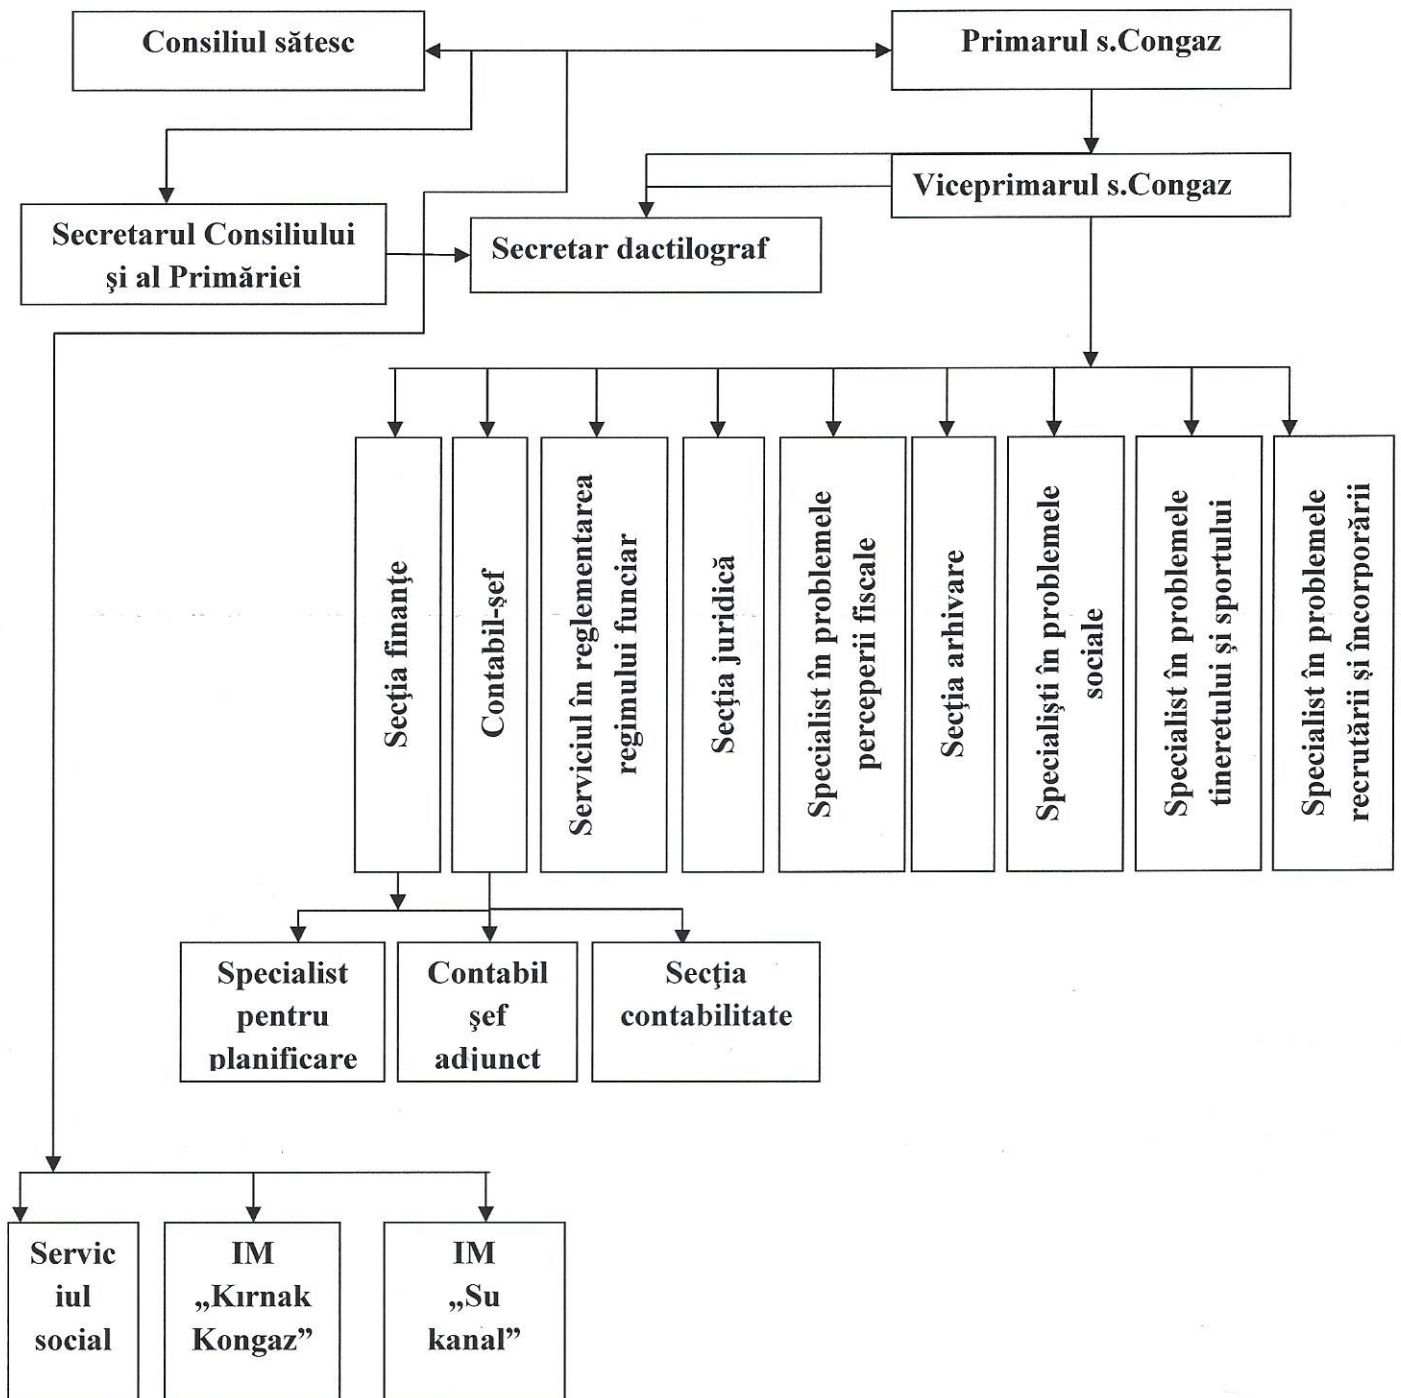 Consiliul sătesc
Primarul s.Congaz
Viceprimarul s.Congaz
Secretarul Consiliului
şi al Primăriei
Secretar dactilograf
Secţia finanţe
Contabil-şef
Serviciul în reglementarea
regimului funciar
Secţia juridică
Specialist în problemele
perceperii fiscale
Secţia arhivare
Specialişti în problemele
sociale
Specialist în problemele
tineretului şi sportului
Specialist în problemele
recrutării şi încorporării
Specialist
pentru
planificare
Contabil
şef
adjunct
Secţia
contabilitate
Servic
iul
social
IM
„Kırnak
Kongaz”
IM
„Su
kanal”